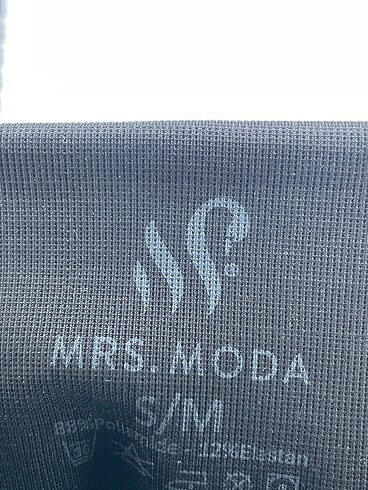 MRS. MODA
S/M
88%Poliamide - 12%Elastan